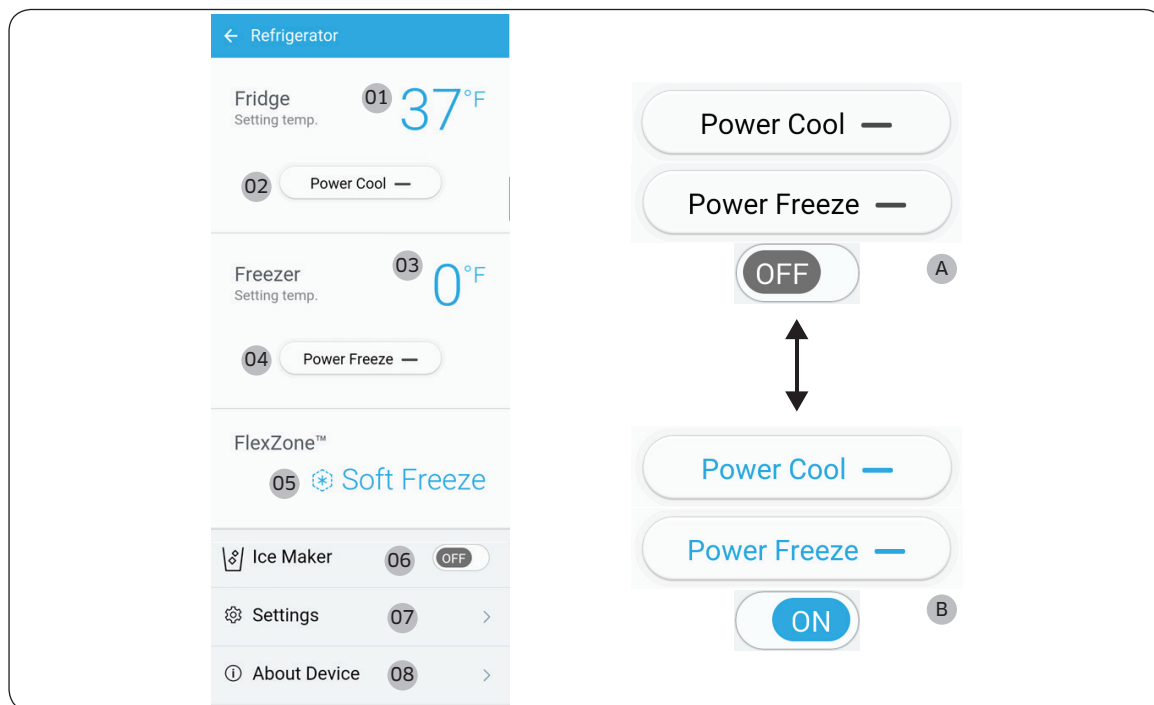 ← Refrigerator
Fridge
Setting temp.
01 37°F
02 Power Cool —
Freezer
Setting temp.
03 0°F
04 Power Freeze —
FlexZone™
05 Soft Freeze
Ice Maker 06 OFF
Settings 07 >
About Device 08 >
Power Cool —
Power Freeze —
OFF A
Power Cool —
Power Freeze —
ON B